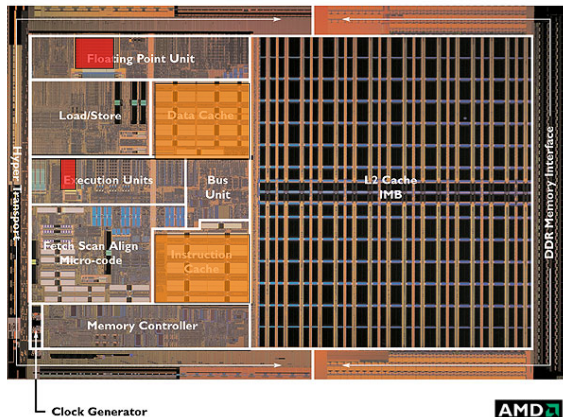 Floating Point Unit
Load/Store
Data Cache
Hyper Transport
Execution Units
Bus
Unit
L2 Cache
IMB
DDR Memory Interface
Fetch Scan Align
Micro-code
Instruction
Cache
Memory Controller
Clock Generator
AMD